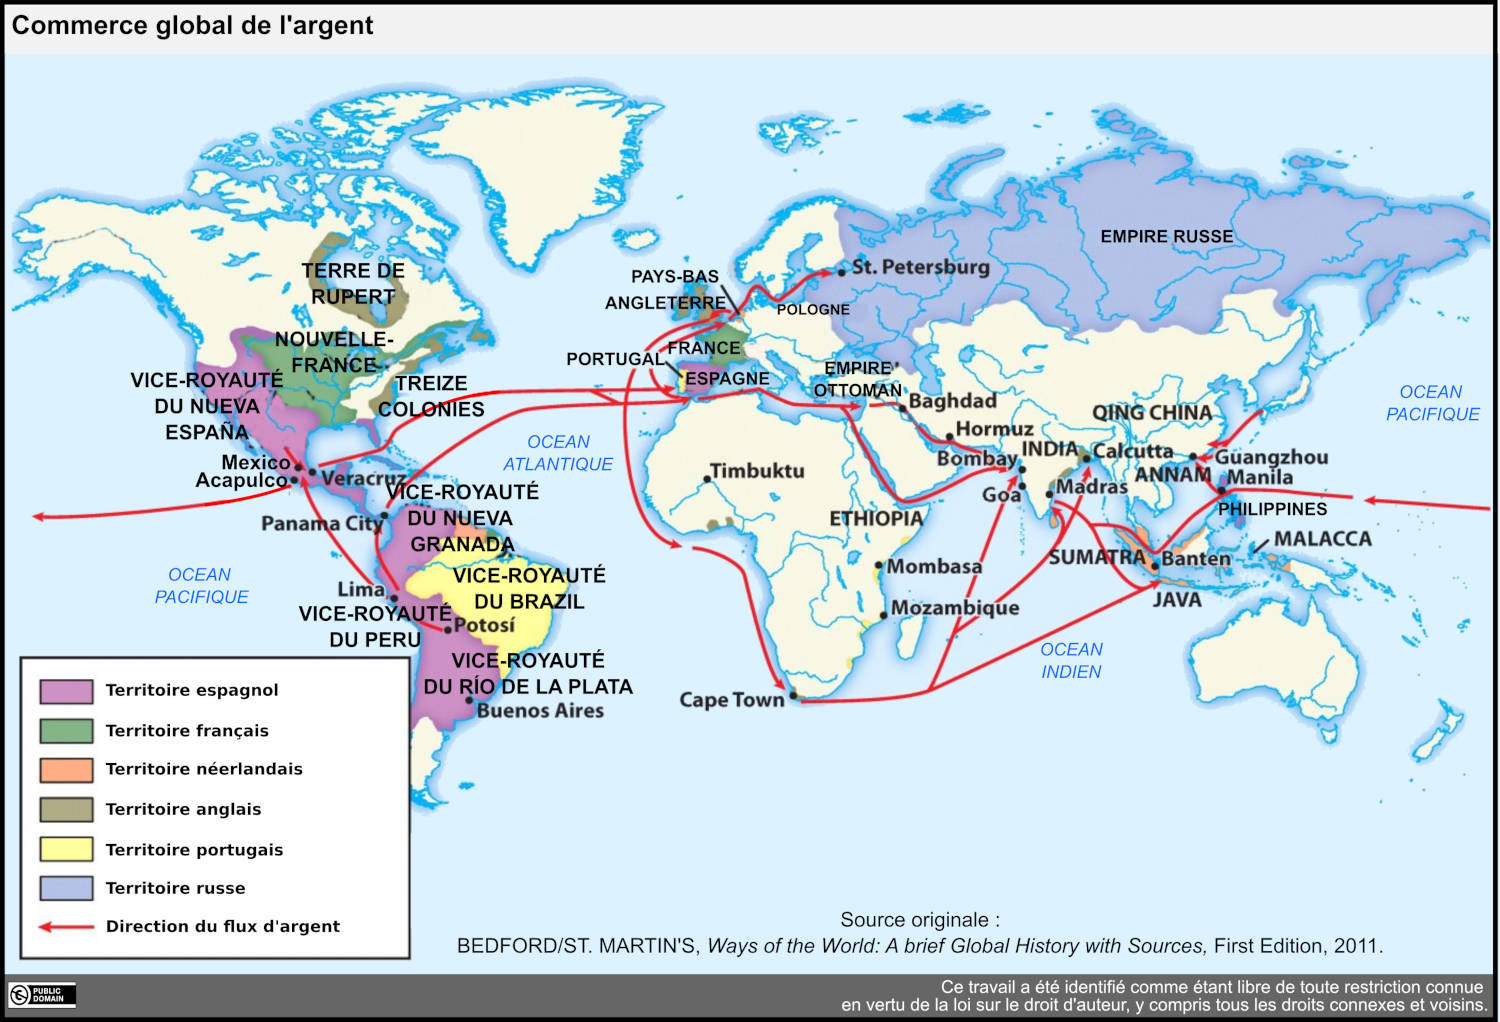 Commerce global de l'argent
EMPIRE RUSSE
TERRE DE
RUPERT
St. Petersburg
PAYS-BAS
ANGLETERRE
POLOGNE
NOUVELLE-
FRANCE
FRANCE
PORTUGAL
ESPAGNE
EMPIRE
OTTOMAN
VICE-ROYAUTÉ
DU NUEVA
ESPAÑA
TREIZE
COLONIES
OCEAN
PACIFIQUE
Baghdad
QING CHINA
Hormuz
INDIA
Calcutta
Bombay
Guangzhou
ANNAM
Manila
Mexico
Acapulco
Veracruz
OCEAN
ATLANTIQUE
Timbuktu
Goa
Madras
PHILIPPINES
VICE-ROYAUTÉ
DU NUEVA
GRANADA
Panama City
ETHIOPIA
MALACCA
SUMATRA
Banten
JAVA
OCEAN
PACIFIQUE
VICE-ROYAUTÉ
DU BRAZIL
Mombasa
Lima
VICE-ROYAUTÉ
DU PERU
Potosí
Mozambique
OCEAN
INDIEN
VICE-ROYAUTÉ
DU RÍO DE LA PLATA
Buenos Aires
Cape Town
Territoire espagnol
Territoire français
Territoire néerlandais
Territoire anglais
Territoire portugais
Territoire russe
Direction du flux d'argent
Source originale :
BEDFORD/ST. MARTIN'S, Ways of the World: A brief Global History with Sources, First Edition, 2011.
PUBLIC
DOMAIN
Ce travail a été identifié comme étant libre de toute restriction connue
en vertu de la loi sur le droit d'auteur, y compris tous les droits connexes et voisins.